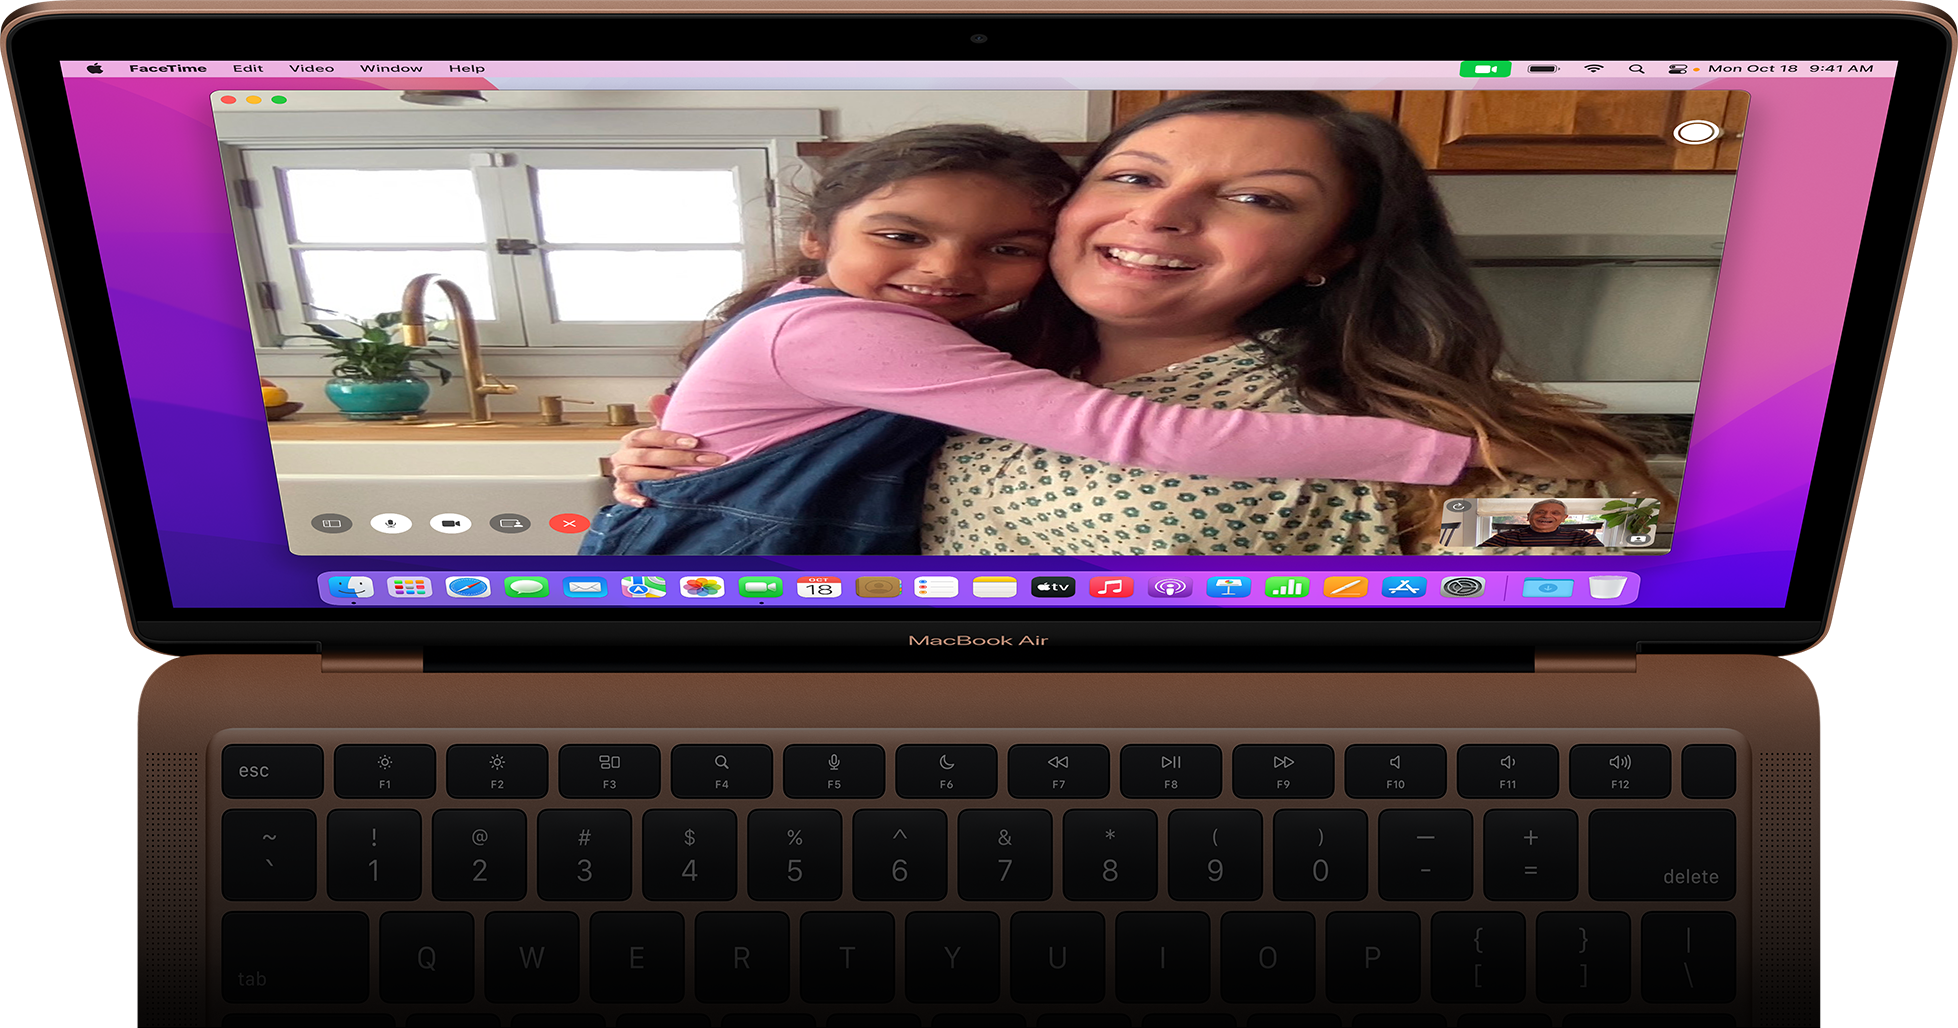 FaceTime Edit Video Window Help Mon Oct 18 9:41 AM
OCT
18
tv
MacBook Air
esc F1 F2 F3 F4 F5 F6 F7 F8 F9 F10 F11 F12
~ ! @ # $ % ^ & * ( ) — +
` 1 2 3 4 5 6 7 8 9 0 - = delete
tab Q W E R T Y U I O P { } |
[ ] \